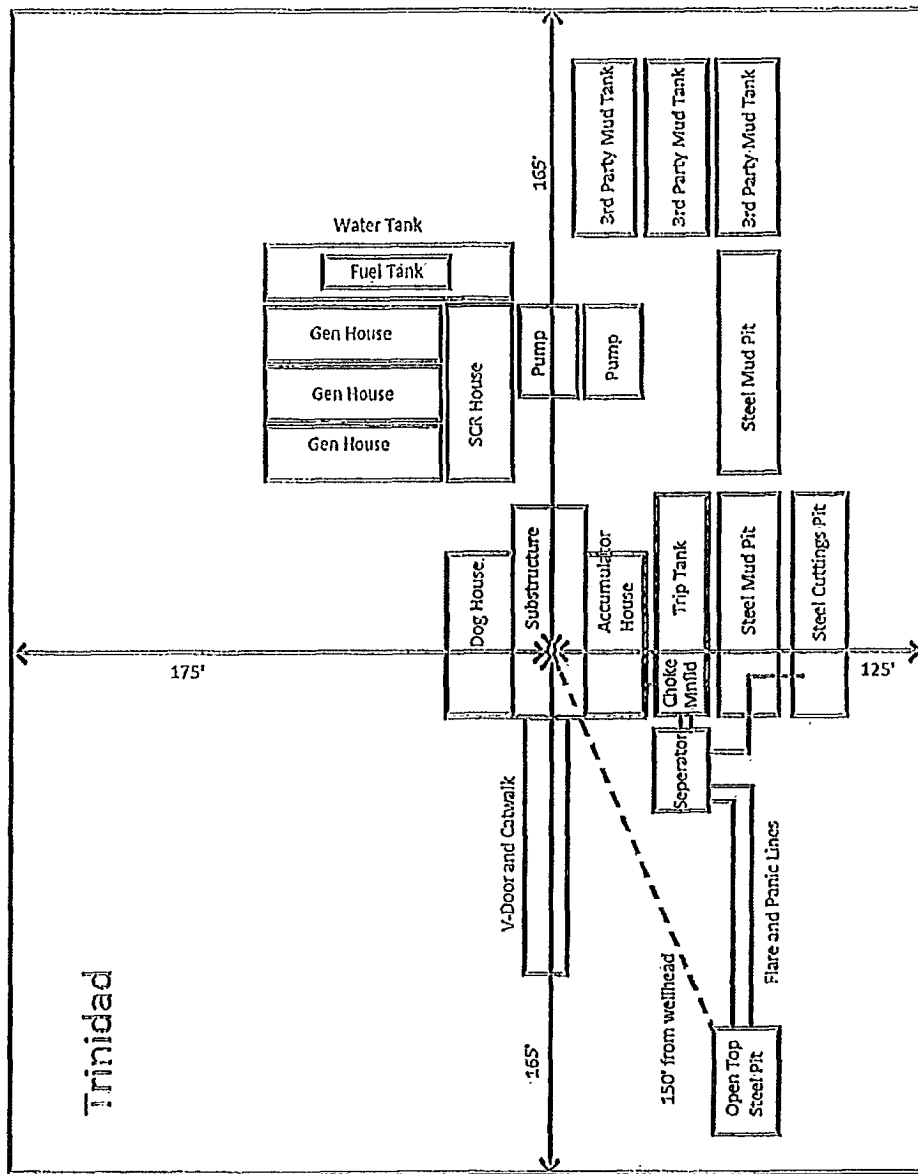 Trinidad
165'
3rd Party Mud Tank
3rd Party Mud Tank
3rd Party Mud Tank
Water Tank
Fuel Tank
Gen House
Gen House
Gen House
SCR House
Pump
Pump
Steel Mud Pit
Dog House
Substructure
Accumulator
House
Trip Tank
Steel Mud Pit
Steel Cuttings Pit
175'
125'
Choke
Mnfld
Seperator
V-Door and Catwalk
Flare and Panic Lines
150' from wellhead
165'
Open Top
Steel Pit